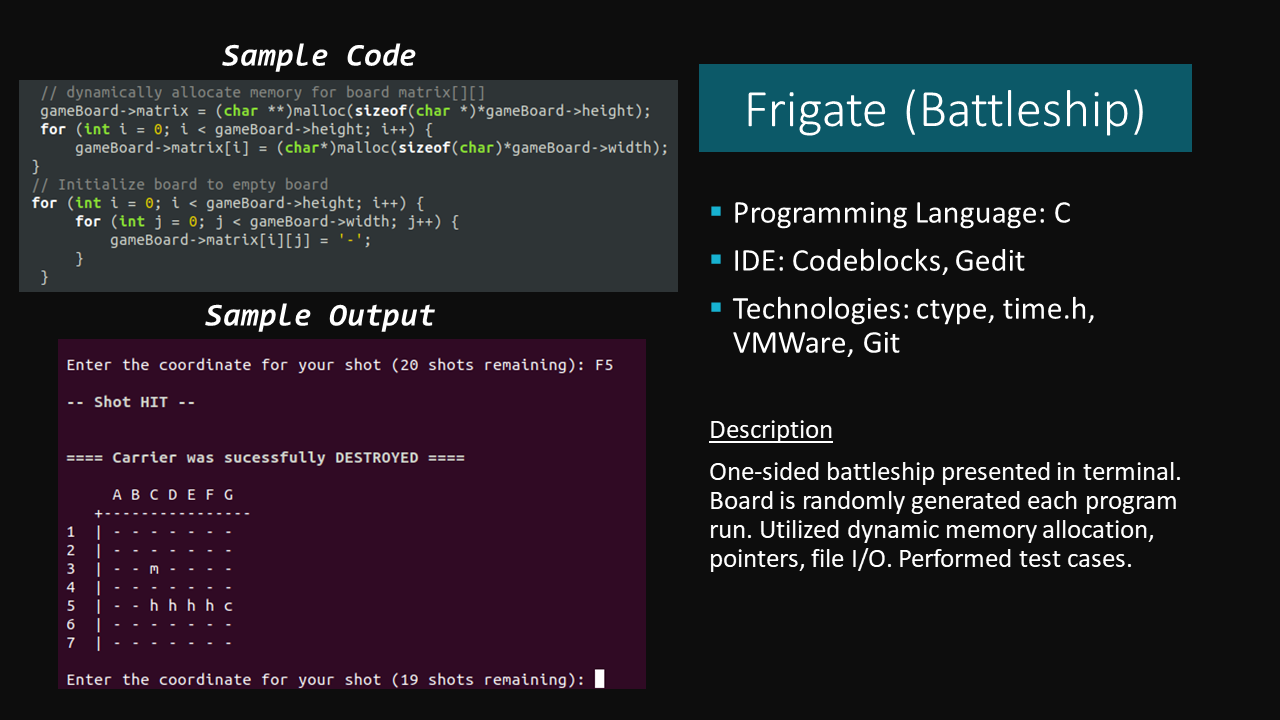 Sample Code
// dynamically allocate memory for board matrix[][]
gameBoard->matrix = (char **)malloc(sizeof(char *)*gameBoard->height);
for (int i = 0; i < gameBoard->height; i++) {
gameBoard->matrix[i] = (char*)malloc(sizeof(char)*gameBoard->width);
}
// Initialize board to empty board
for (int i = 0; i < gameBoard->height; i++) {
for (int j = 0; j < gameBoard->width; j++) {
gameBoard->matrix[i][j] = '-';
}
}
Sample Output
Enter the coordinate for your shot (20 shots remaining): F5
-- Shot HIT --
==== Carrier was sucessfully DESTROYED ====
A B C D E F G
+----------------
1 | - - - - - - -
2 | - - - - - - -
3 | - - m - - - -
4 | - - - - - - -
5 | - - h h h h c
6 | - - - - - - -
7 | - - - - - - -
Enter the coordinate for your shot (19 shots remaining):
Frigate (Battleship)
▪ Programming Language: C
▪ IDE: Codeblocks, Gedit
▪ Technologies: ctype, time.h,
VMWare, Git
Description
One-sided battleship presented in terminal.
Board is randomly generated each program
run. Utilized dynamic memory allocation,
pointers, file I/O. Performed test cases.